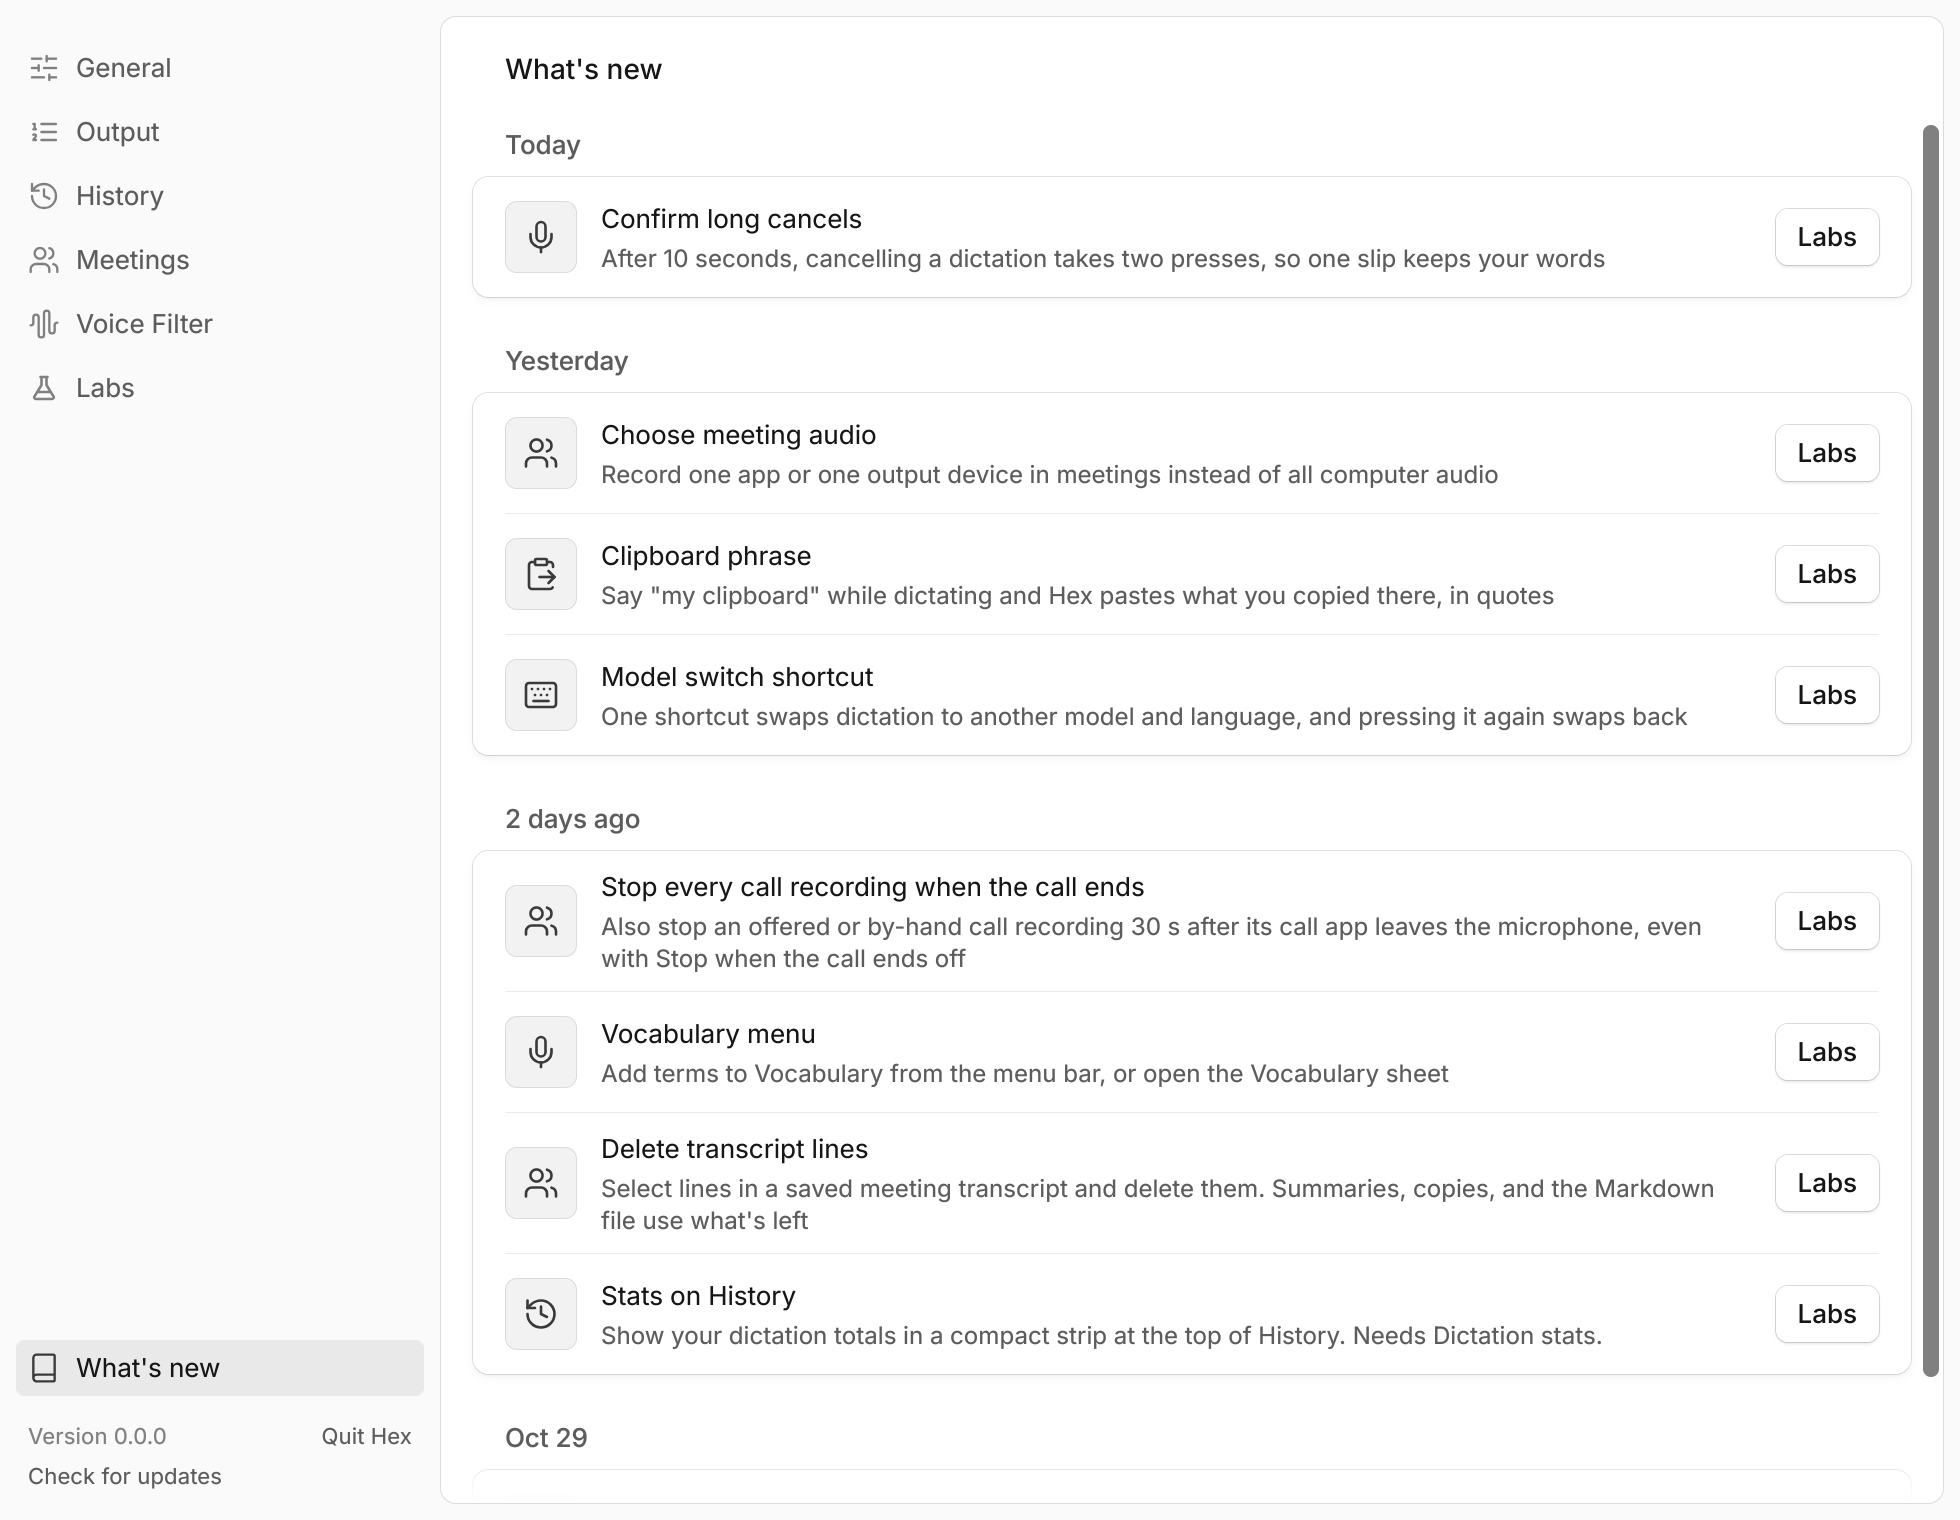 General
Output
History
Meetings
Voice Filter
Labs
What's new
Version 0.0.0
Quit Hex
Check for updates
What's new
Today
Confirm long cancels
After 10 seconds, cancelling a dictation takes two presses, so one slip keeps your words
Labs
Yesterday
Choose meeting audio
Record one app or one output device in meetings instead of all computer audio
Labs
Clipboard phrase
Say "my clipboard" while dictating and Hex pastes what you copied there, in quotes
Labs
Model switch shortcut
One shortcut swaps dictation to another model and language, and pressing it again swaps back
Labs
2 days ago
Stop every call recording when the call ends
Also stop an offered or by-hand call recording 30 s after its call app leaves the microphone, even
with Stop when the call ends off
Labs
Vocabulary menu
Add terms to Vocabulary from the menu bar, or open the Vocabulary sheet
Labs
Delete transcript lines
Select lines in a saved meeting transcript and delete them. Summaries, copies, and the Markdown
file use what's left
Labs
Stats on History
Show your dictation totals in a compact strip at the top of History. Needs Dictation stats.
Labs
Oct 29